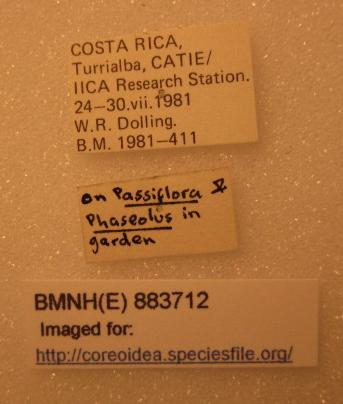 COSTA RICA,
Turrialba, CATIE/
IICA Research Station.
24–30.vii.1981
W.R. Dolling.
B.M. 1981–411
on Passiflora &
Phaseolus in
garden
BMNH(E) 883712
Imaged for:
http://coreoidea.speciesfile.org/